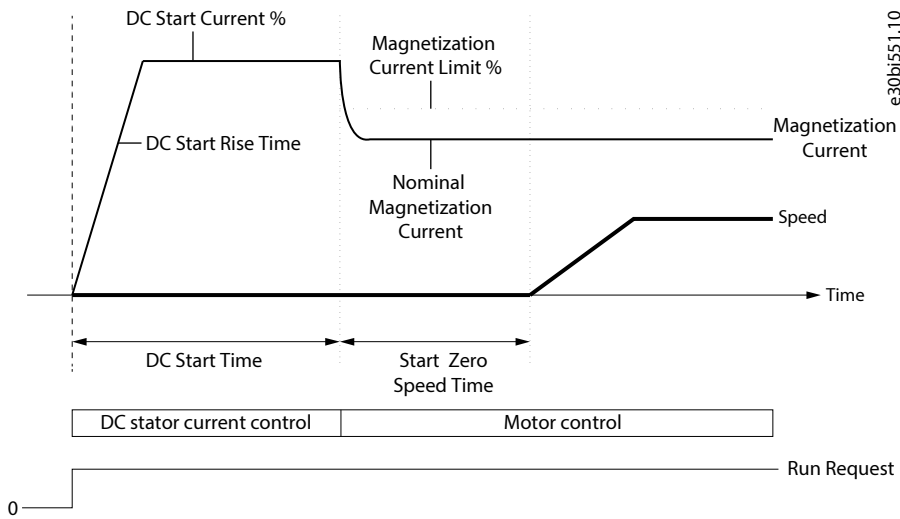 DC Start Current %
Magnetization
Current Limit %
e30bi551.10
Magnetization
Current
DC Start Rise Time
Nominal
Magnetization
Current
Speed
Time
DC Start Time
Start Zero
Speed Time
DC stator current control
Motor control
Run Request
0